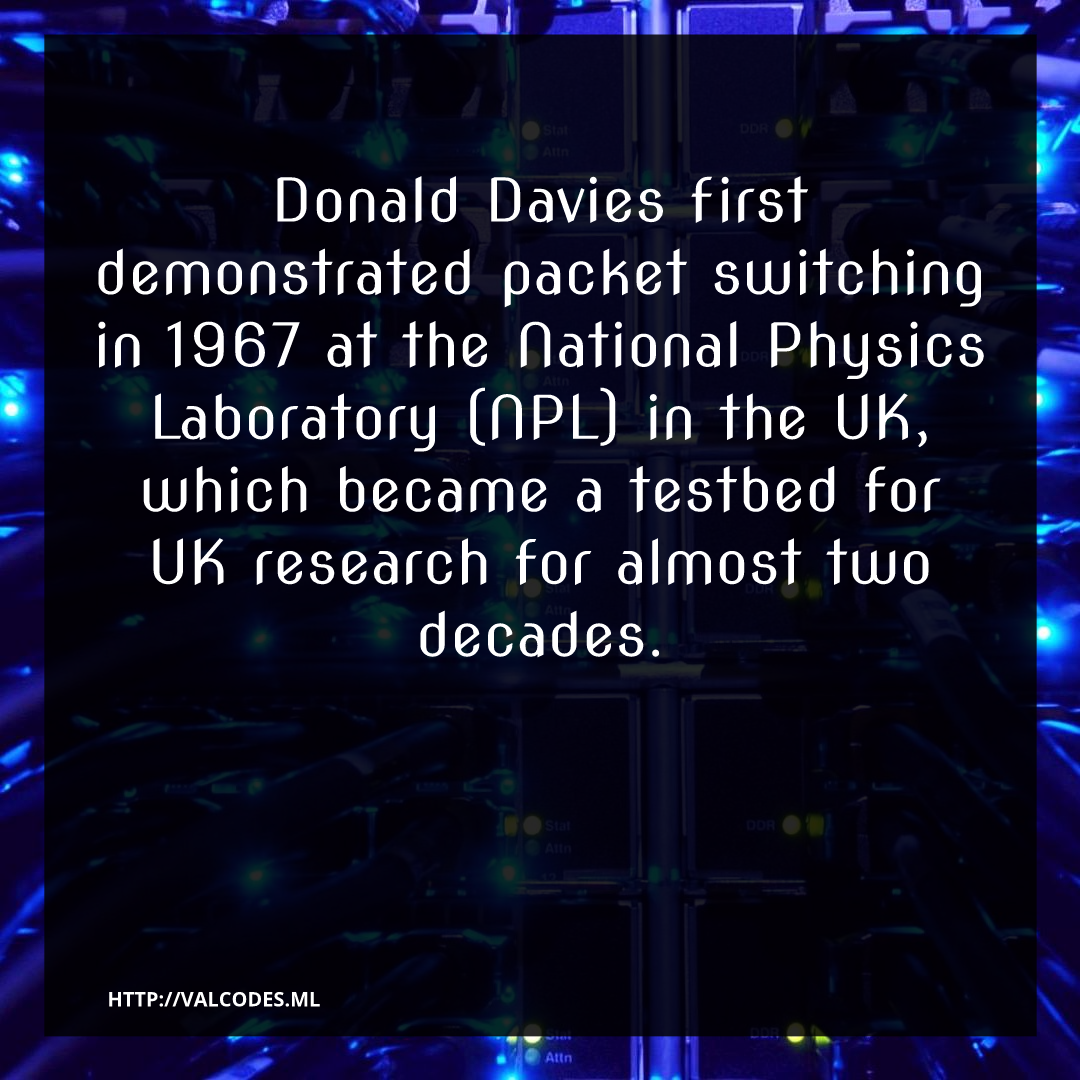 Stat
DDR
Attn
Donald Davies first
demonstrated packet switching
in 1967 at the National Physics
Laboratory (NPL) in the UK,
which became a testbed for
UK research for almost two
decades.
Stat
DDR
Attn
HTTP://VALCODES.ML
Stat
DDR
Attn